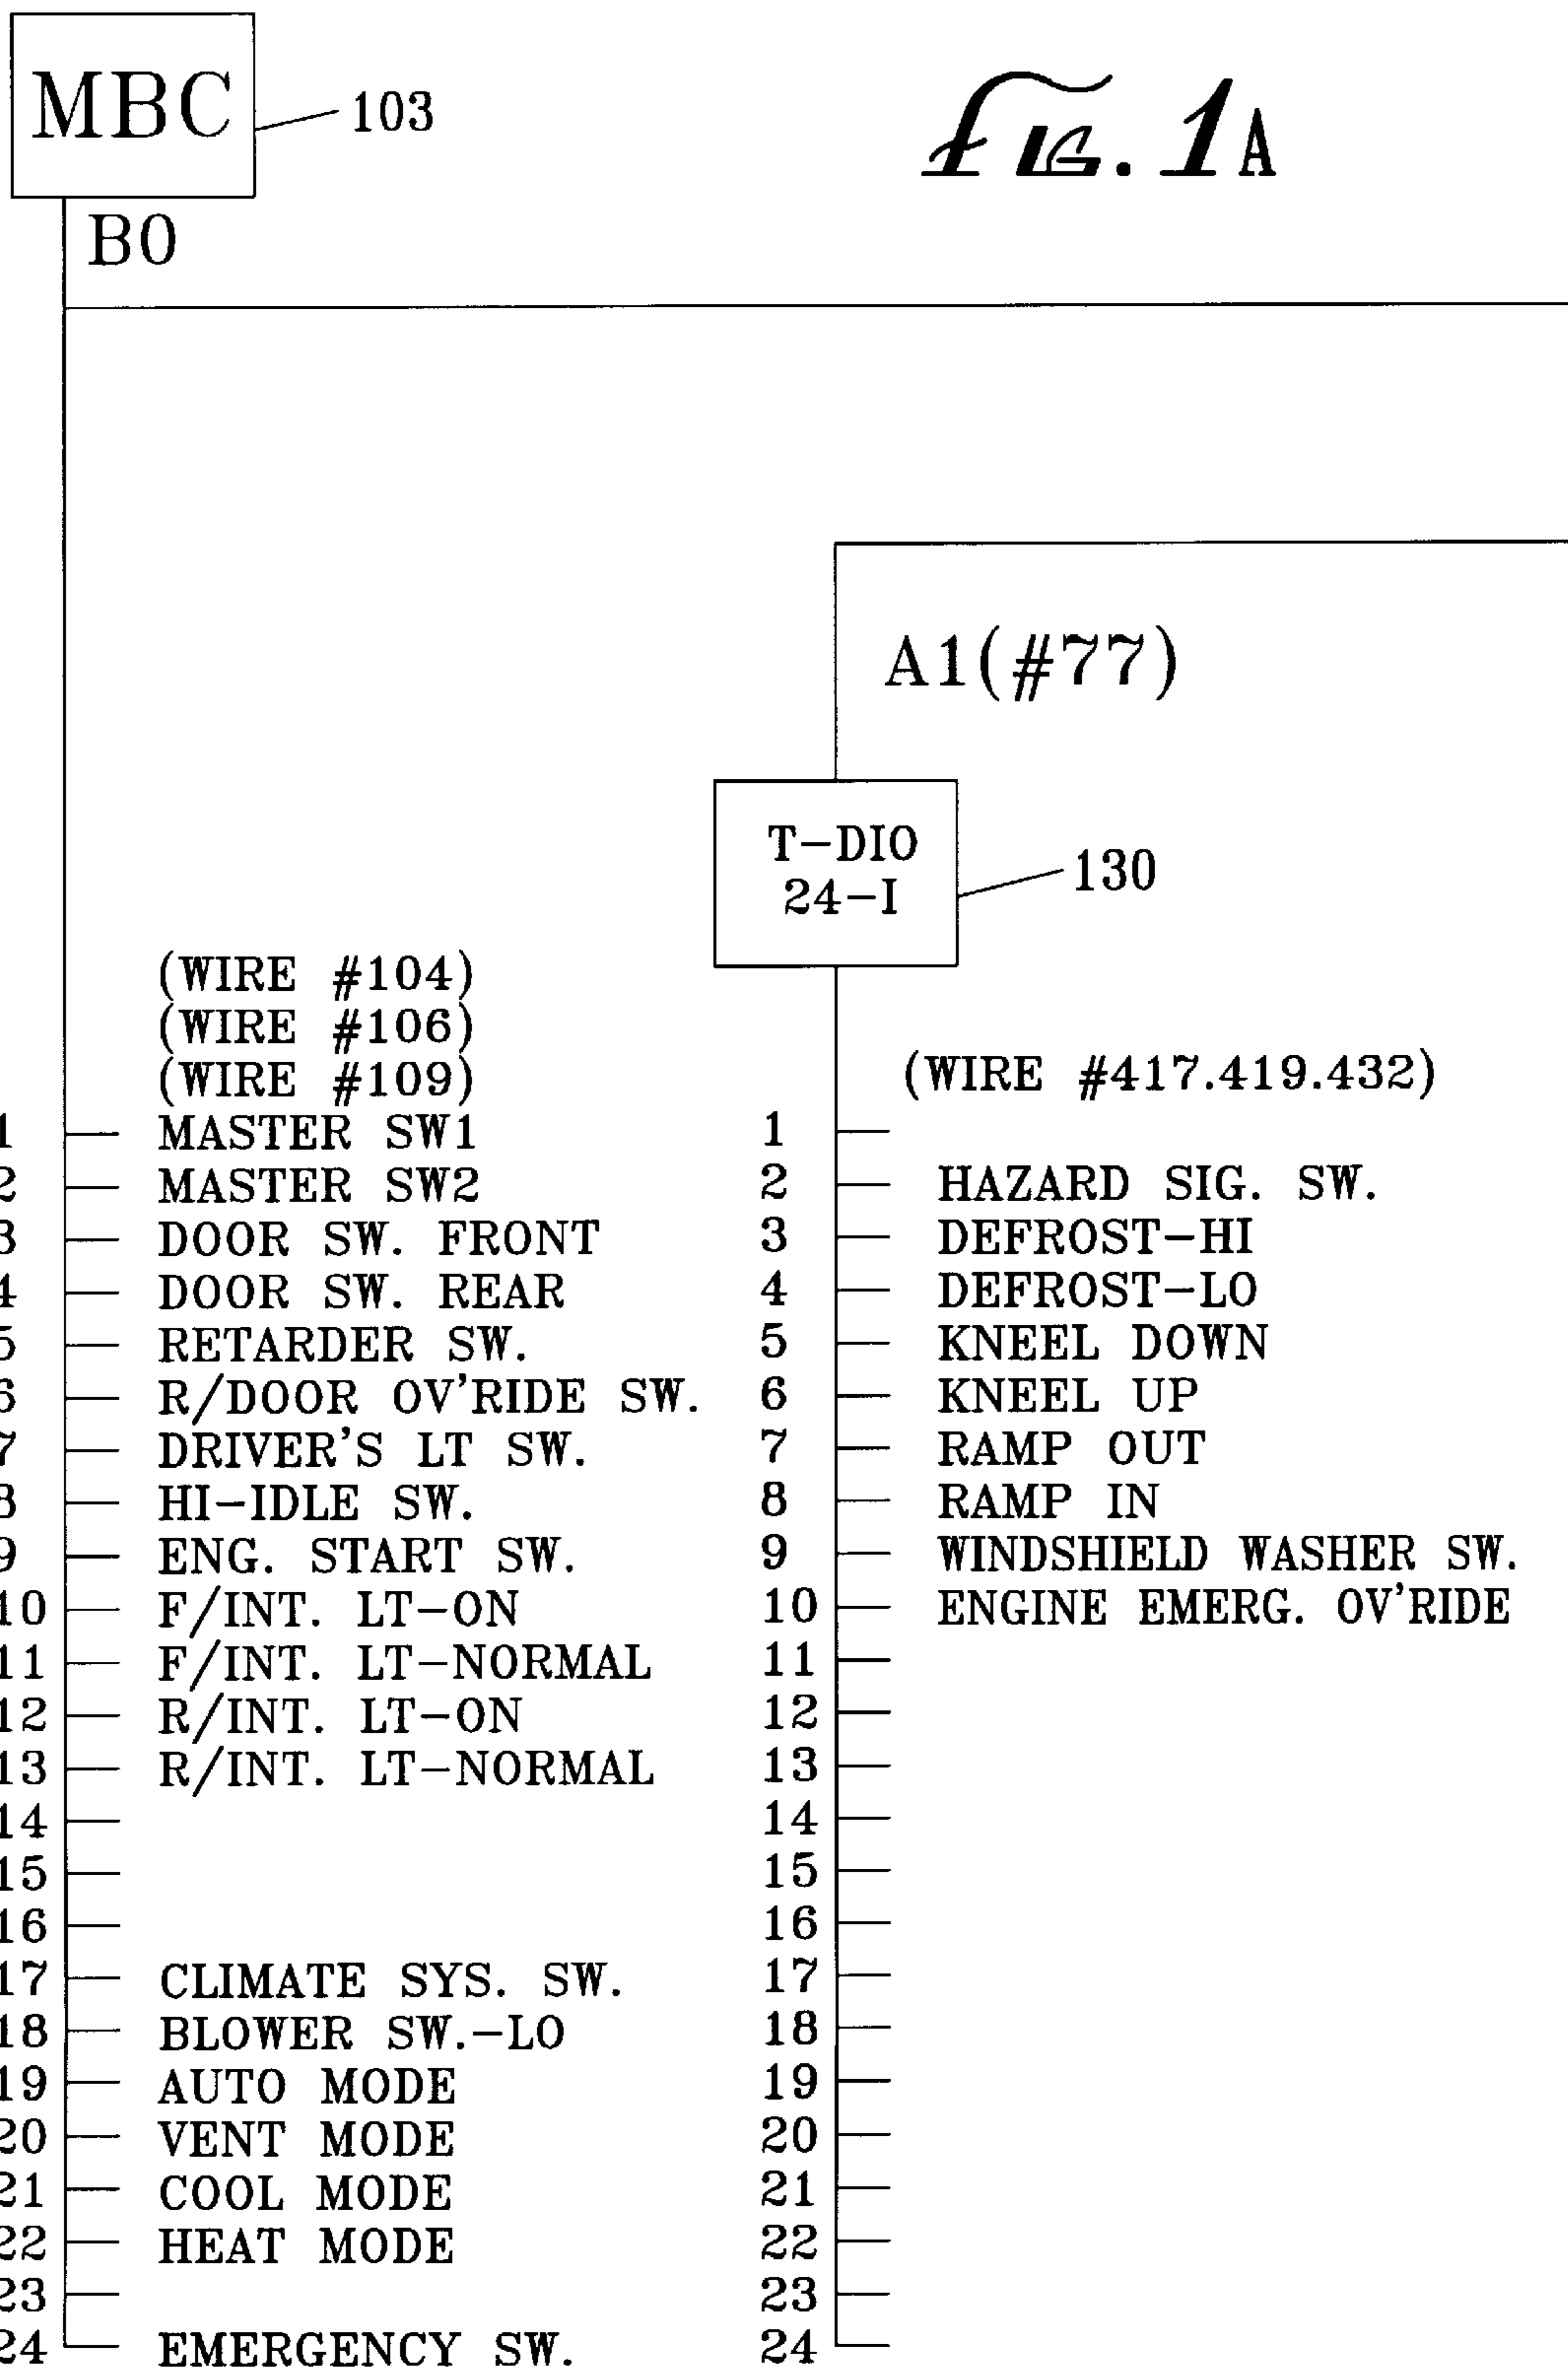 MBC
103
FIG. 1A
B0
A1(#77)
T-DIO
24-I
130
(WIRE #104)
(WIRE #106)
(WIRE #109)
1 MASTER SW1
2 MASTER SW2
3 DOOR SW. FRONT
4 DOOR SW. REAR
5 RETARDER SW.
6 R/DOOR OV'RIDE SW.
7 DRIVER'S LT SW.
8 HI-IDLE SW.
9 ENG. START SW.
10 F/INT. LT-ON
11 F/INT. LT-NORMAL
12 R/INT. LT-ON
13 R/INT. LT-NORMAL
14
15
16
17 CLIMATE SYS. SW.
18 BLOWER SW.-LO
19 AUTO MODE
20 VENT MODE
21 COOL MODE
22 HEAT MODE
23
24 EMERGENCY SW.
(WIRE #417.419.432)
1
2 HAZARD SIG. SW.
3 DEFROST-HI
4 DEFROST-LO
5 KNEEL DOWN
6 KNEEL UP
7 RAMP OUT
8 RAMP IN
9 WINDSHIELD WASHER SW.
10 ENGINE EMERG. OV'RIDE
11
12
13
14
15
16
17
18
19
20
21
22
23
24